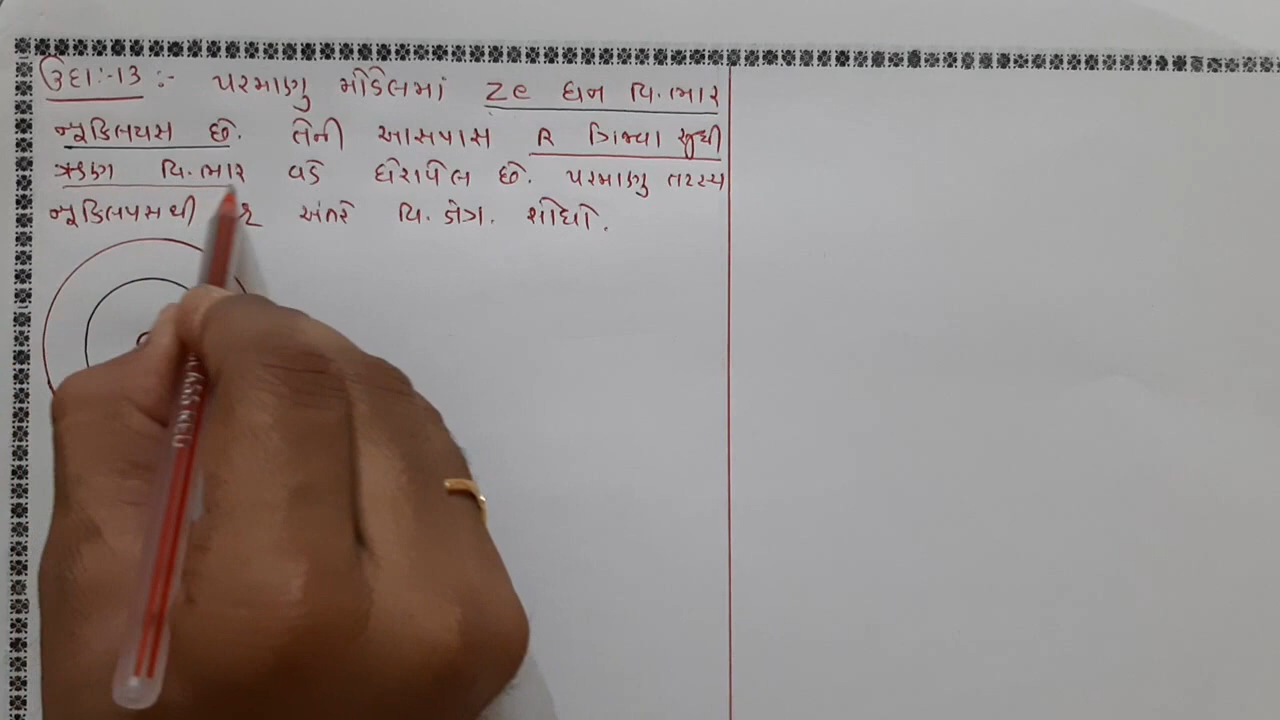 ઉદા:-13 :- પરમાણુ મોડેલમાં ze ધન વિ.ભાર
ન્યૂક્લિયસ છે. તેની આસપાસ R ત્રિજ્યા સુધી
ઋણ વિ.ભાર વડે ઘેરાયેલ છે. પરમાણુ તટસ્થ
ન્યૂક્લિયસથી અંતરે વિ. ક્ષેત્ર. શોધો.